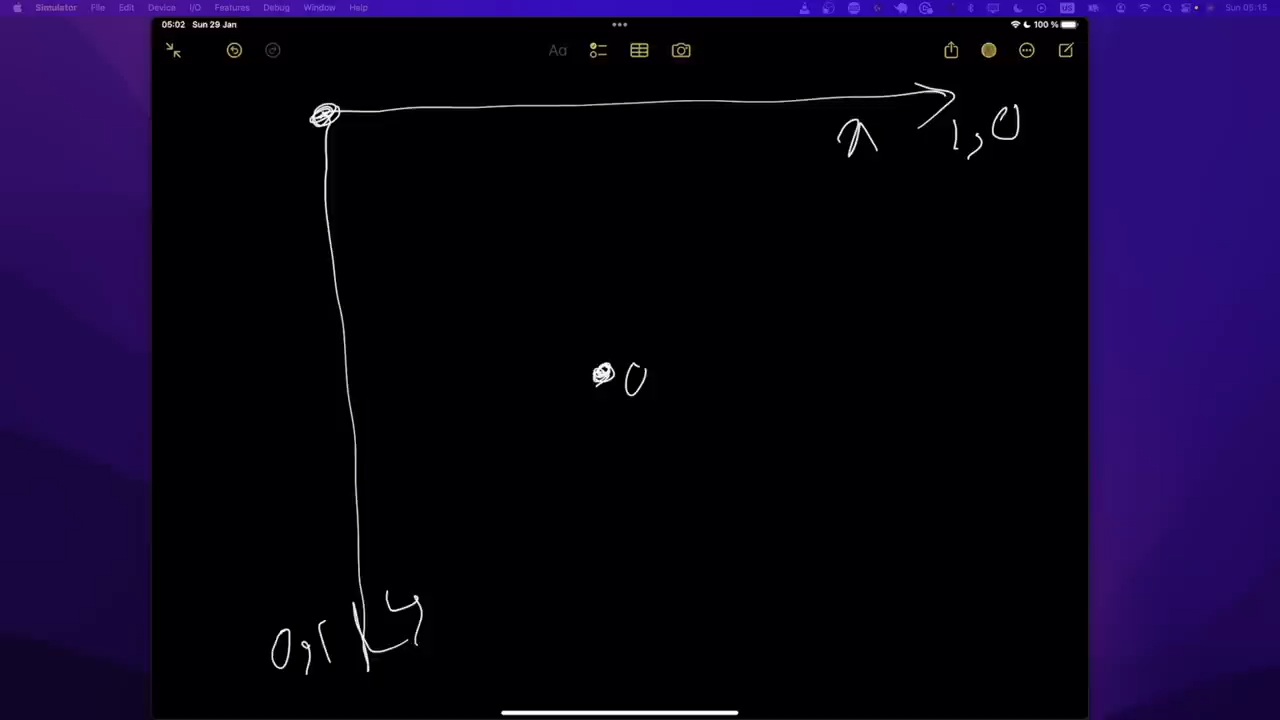 Simulator File Edit Device I/O Features Debug Window Help Sun 05:15
05:02 Sun 29 Jan 100 %
Aa
1,0
0
0,1